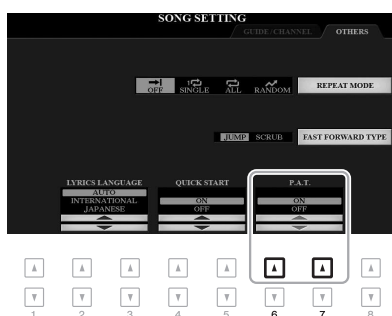 SONG SETTING
GUIDE/CHANNEL OTHERS
OFF SINGLE ALL RANDOM REPEAT MODE
JUMP SCRUB FAST FORWARD TYPE
LYRICS LANGUAGE QUICK START P.A.T.
AUTO
INTERNATIONAL ON ON
JAPANESE OFF OFF
1 2 3 4 5 6 7 8